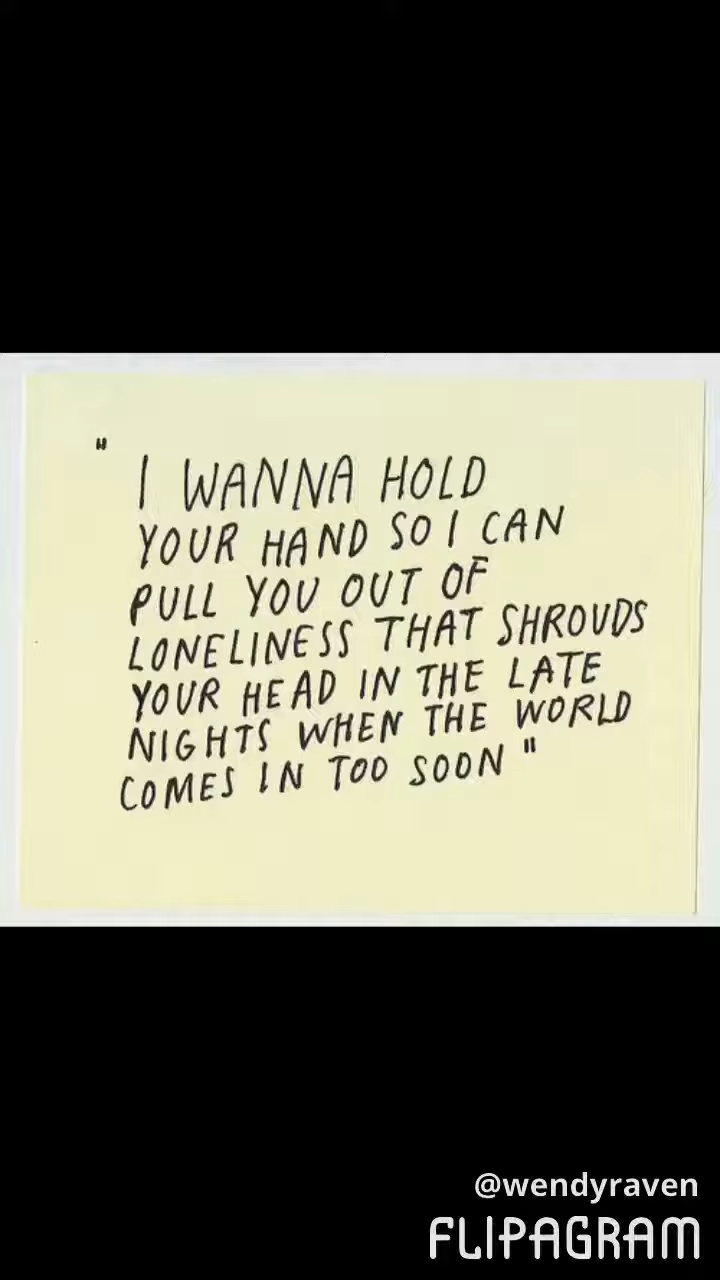 "
I WANNA HOLD
YOUR HAND SO I CAN
PULL YOU OUT OF
LONELINESS THAT SHROUDS
YOUR HEAD IN THE LATE
NIGHTS WHEN THE WORLD
COMES IN TOO SOON "
@wendyraven
FLIPAGRAM